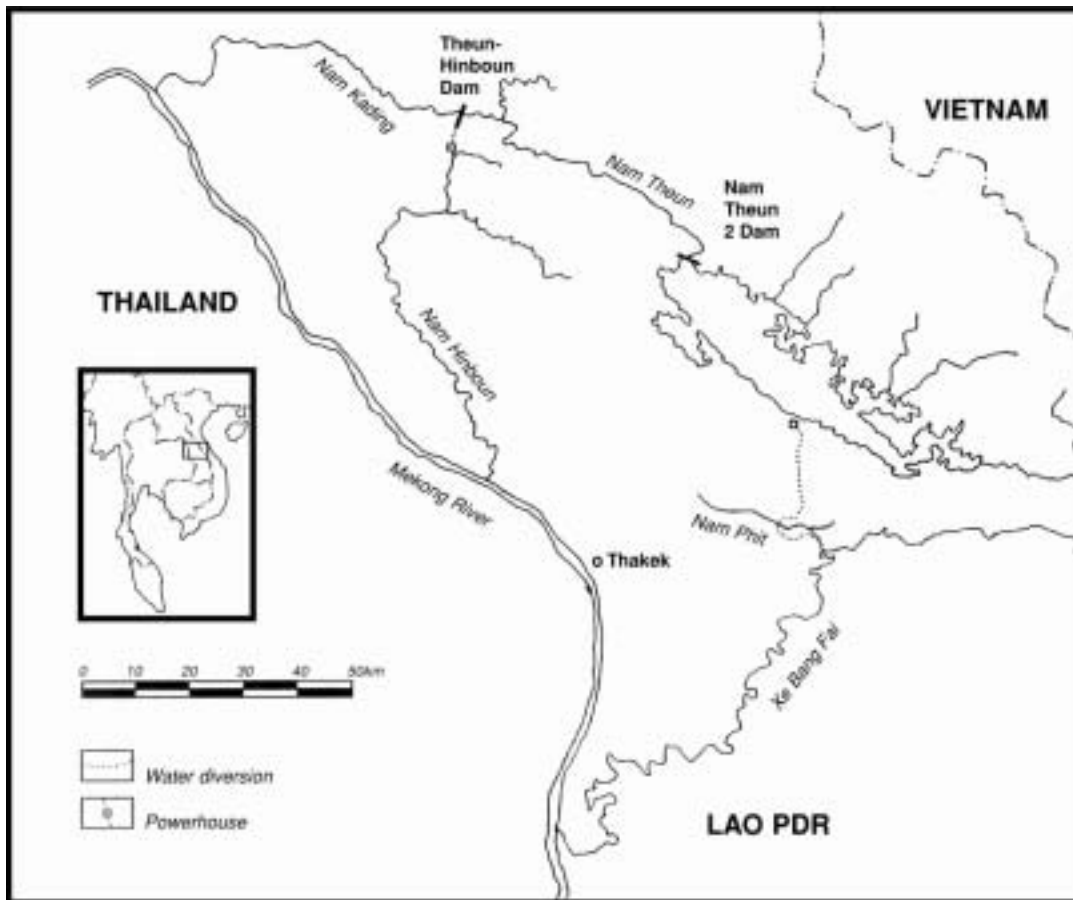 Theun-
Hinboun
Dam
Nam Kading
VIETNAM
Nam Theun
Nam
Theun
2 Dam
THAILAND
Nam Hinboun
Mekong River
Nam Phit
Thakek
Xe Bang Fai
0 10 20 30 40 50km
Water diversion
Powerhouse
LAO PDR